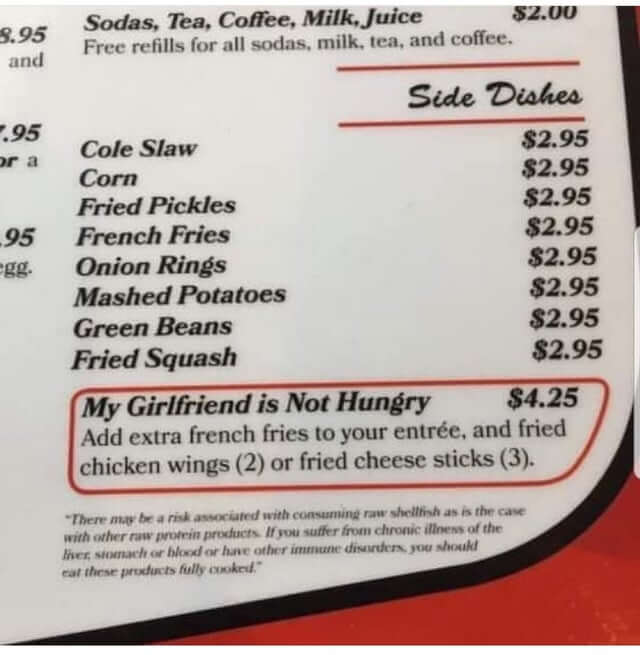 8.95
and
Sodas, Tea, Coffee, Milk, Juice $2.00
Free refills for all sodas, milk, tea, and coffee.
Side Dishes
.95
or a
.95
egg.
Cole Slaw $2.95
Corn $2.95
Fried Pickles $2.95
French Fries $2.95
Onion Rings $2.95
Mashed Potatoes $2.95
Green Beans $2.95
Fried Squash $2.95
My Girlfriend is Not Hungry $4.25
Add extra french fries to your entrée, and fried
chicken wings (2) or fried cheese sticks (3).
"There may be a risk associated with consuming raw shellfish as is the case
with other raw protein products. If you suffer from chronic illness of the
liver, stomach or blood or have other immune disorders, you should
eat these products fully cooked."